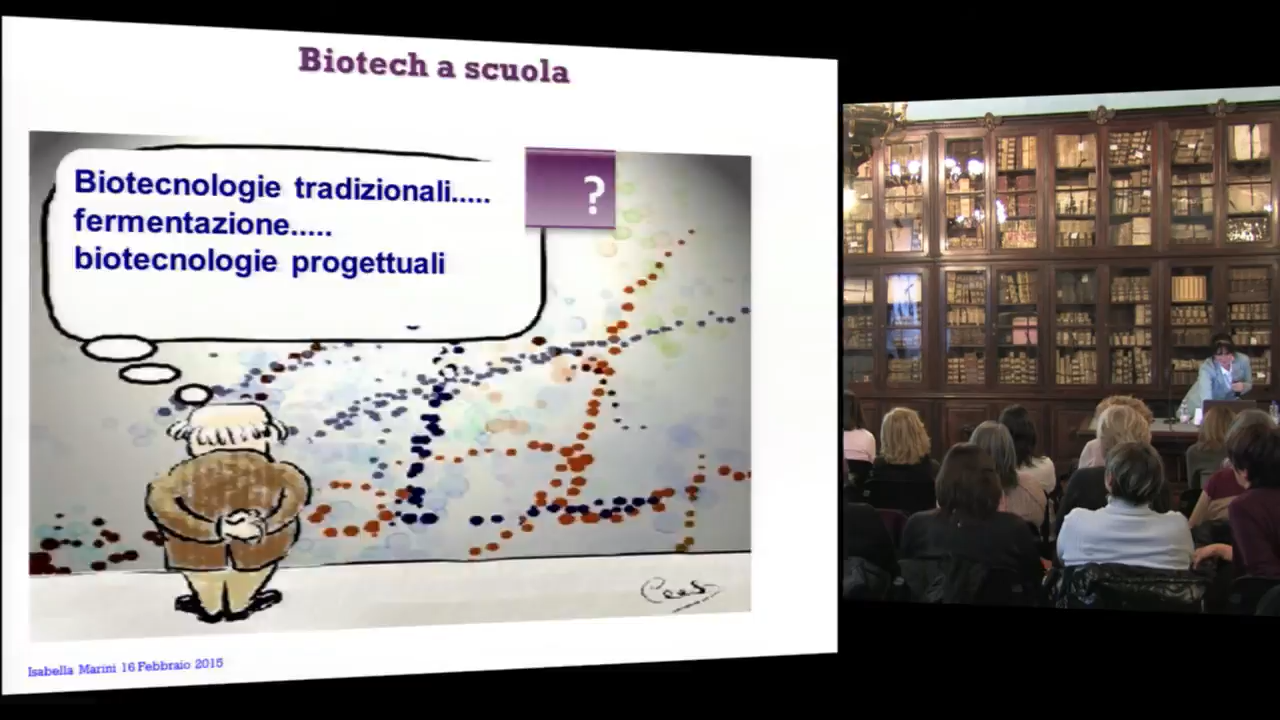 Biotech a scuola
Biotecnologie tradizionali.....
?
fermentazione.....
biotecnologie progettuali
Isabella Marini 16 Febbraio 2015